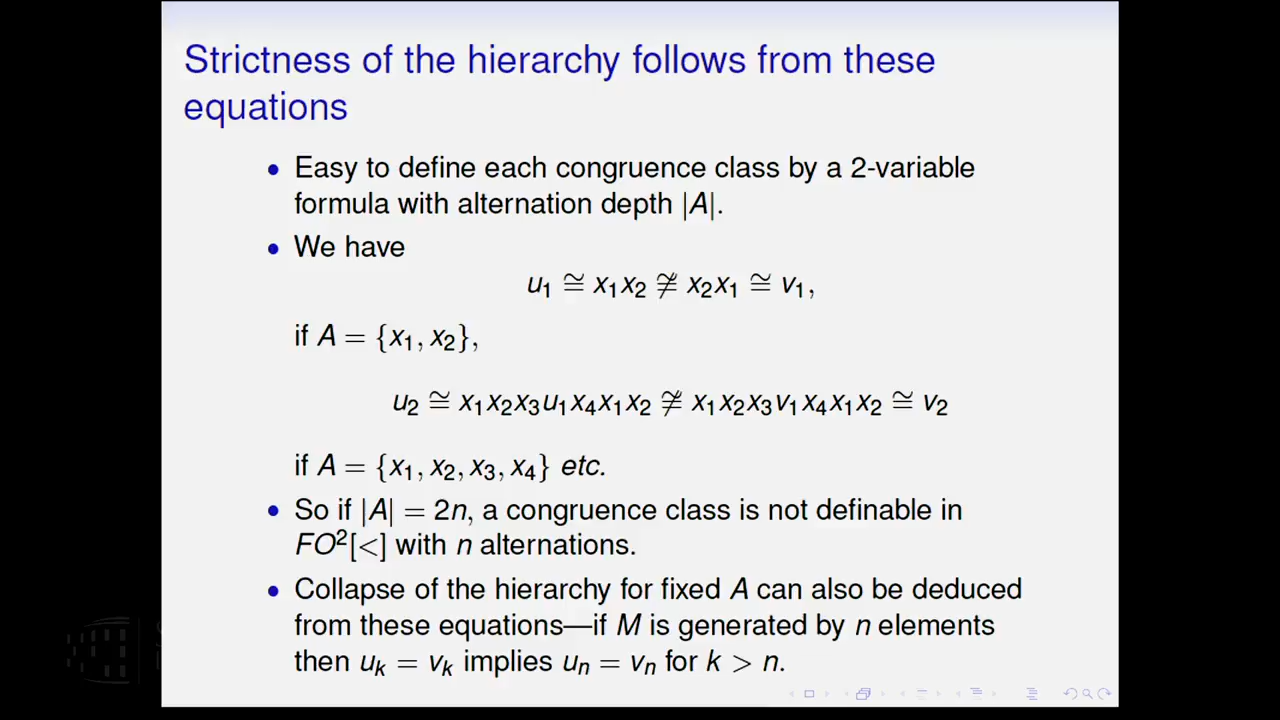 Strictness of the hierarchy follows from these
equations
• Easy to define each congruence class by a 2-variable
formula with alternation depth |A|.
• We have
u₁ ≅ x₁x₂ ≇ x₂x₁ ≅ v₁,
if A = {x₁, x₂},
u₂ ≅ x₁x₂x₃u₁x₄x₁x₂ ≇ x₁x₂x₃v₁x₄x₁x₂ ≅ v₂
if A = {x₁, x₂, x₃, x₄} etc.
• So if |A| = 2n, a congruence class is not definable in
FO²[<] with n alternations.
• Collapse of the hierarchy for fixed A can also be deduced
from these equations—if M is generated by n elements
then uₖ = vₖ implies uₙ = vₙ for k > n.